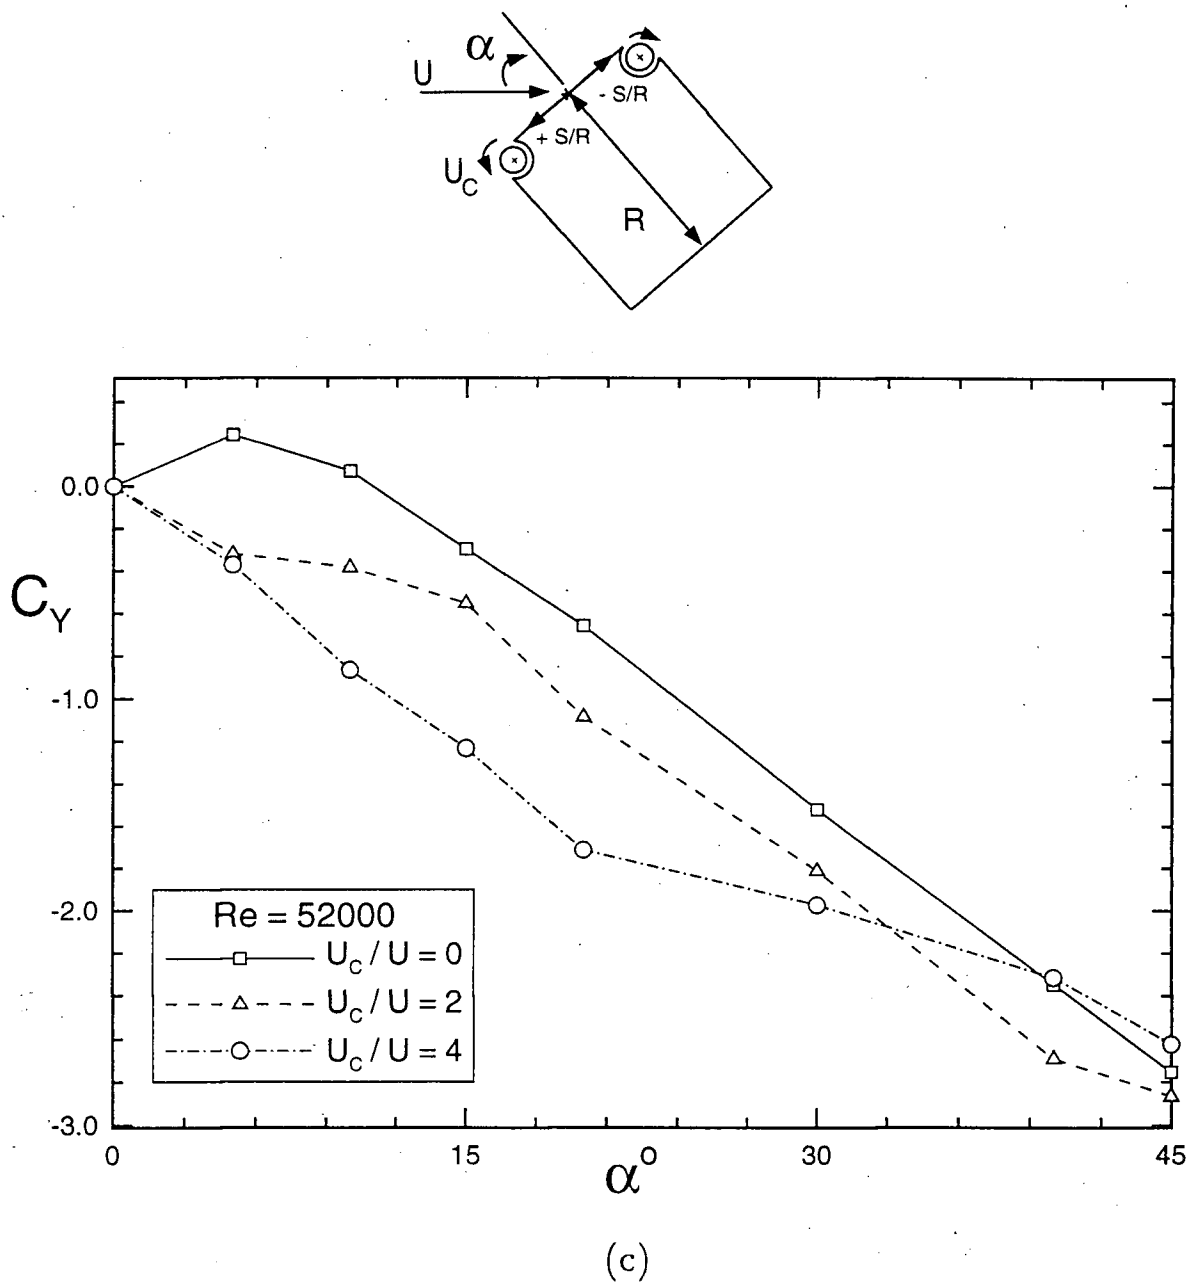 α
U
- S/R
+ S/R
U_C
R
0.0
C_Y
-1.0
-2.0
-3.0
Re = 52000
U_C / U = 0
U_C / U = 2
U_C / U = 4
0 15 30 45
α°
(c)